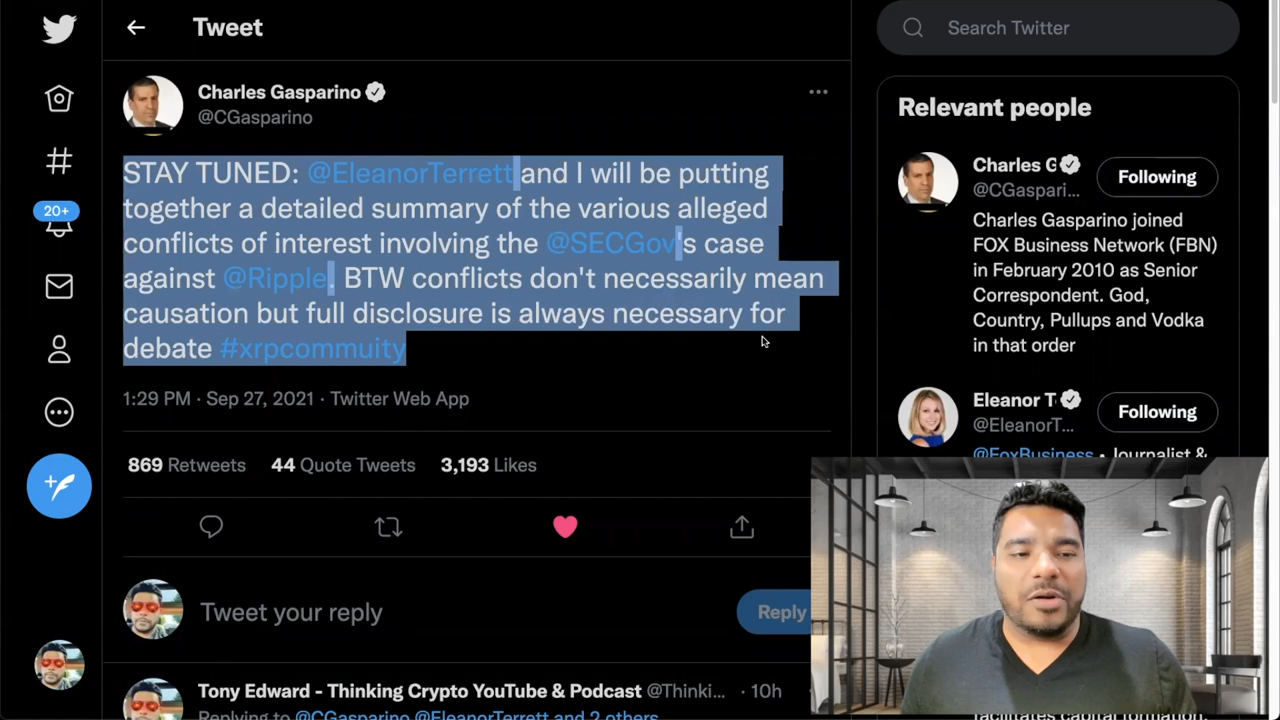 Tweet
Search Twitter
Charles Gasparino
@CGasparino
STAY TUNED: @EleanorTerrett and I will be putting
together a detailed summary of the various alleged
conflicts of interest involving the @SECGov's case
against @Ripple. BTW conflicts don't necessarily mean
causation but full disclosure is always necessary for
debate #xrpcommuity
1:29 PM · Sep 27, 2021 · Twitter Web App
869 Retweets 44 Quote Tweets 3,193 Likes
Tweet your reply
Reply
Tony Edward - Thinking Crypto YouTube & Podcast @Thinki... · 10h
Replying to @CGasparino @EleanorTerrett and 2 others
20+
Relevant people
Charles G
@CGaspari...
Following
Charles Gasparino joined
FOX Business Network (FBN)
in February 2010 as Senior
Correspondent. God,
Country, Pullups and Vodka
in that order
Eleanor T
@EleanorT...
Following
@FoxBusiness • Journalist &
facilitates capital formation